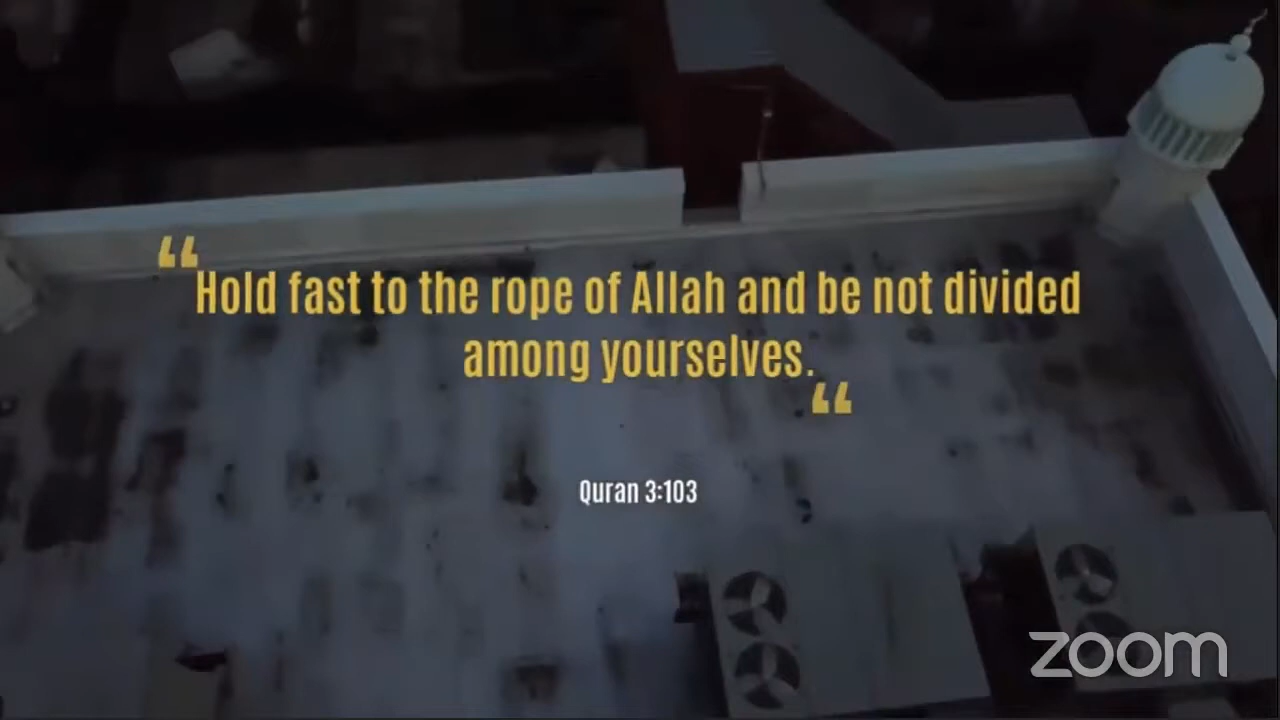 “Hold fast to the rope of Allah and be not divided
among yourselves.“
Quran 3:103
zoom